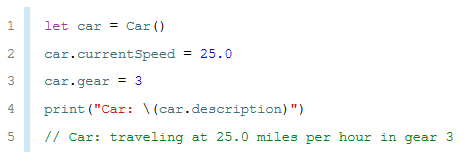 1 let car = Car()
2 car.currentSpeed = 25.0
3 car.gear = 3
4 print("Car: \(car.description)")
5 // Car: traveling at 25.0 miles per hour in gear 3